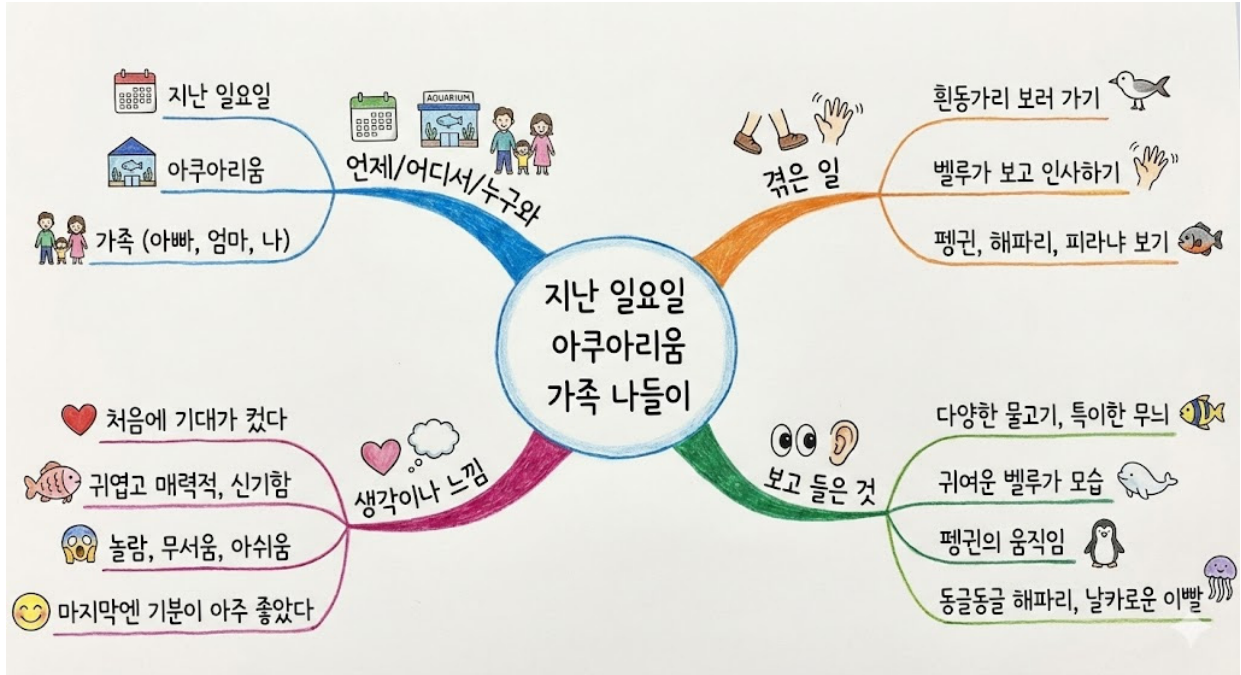 지난 일요일
아쿠아리움
가족 나들이
언제/어디서/누구와
AQUARIUM
지난 일요일
아쿠아리움
가족 (아빠, 엄마, 나)
겪은 일
흰동가리 보러 가기
벨루가 보고 인사하기
펭귄, 해파리, 피라냐 보기
생각이나 느낌
처음에 기대가 컸다
귀엽고 매력적, 신기함
놀람, 무서움, 아쉬움
마지막엔 기분이 아주 좋았다
보고 들은 것
다양한 물고기, 특이한 무늬
귀여운 벨루가 모습
펭귄의 움직임
동글동글 해파리, 날카로운 이빨